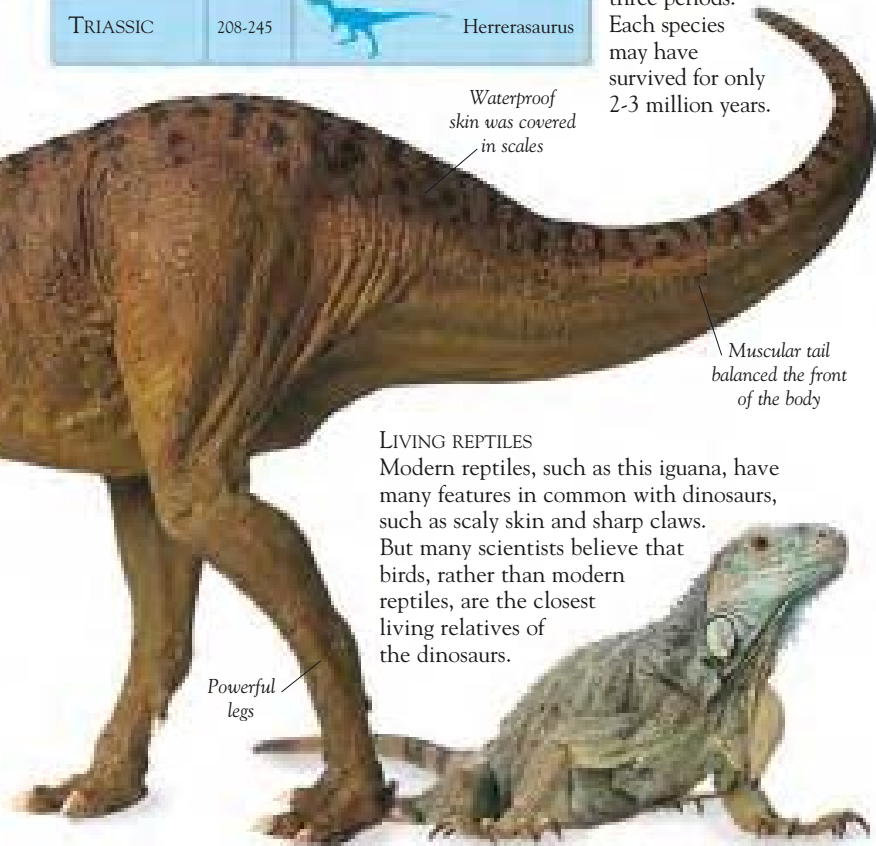 TRIASSIC 208-245 Herrerasaurus
three periods.
Each species
may have
survived for only
2-3 million years.
Waterproof
skin was covered
in scales
Muscular tail
balanced the front
of the body
LIVING REPTILES
Modern reptiles, such as this iguana, have
many features in common with dinosaurs,
such as scaly skin and sharp claws.
But many scientists believe that
birds, rather than modern
reptiles, are the closest
living relatives of
the dinosaurs.
Powerful
legs